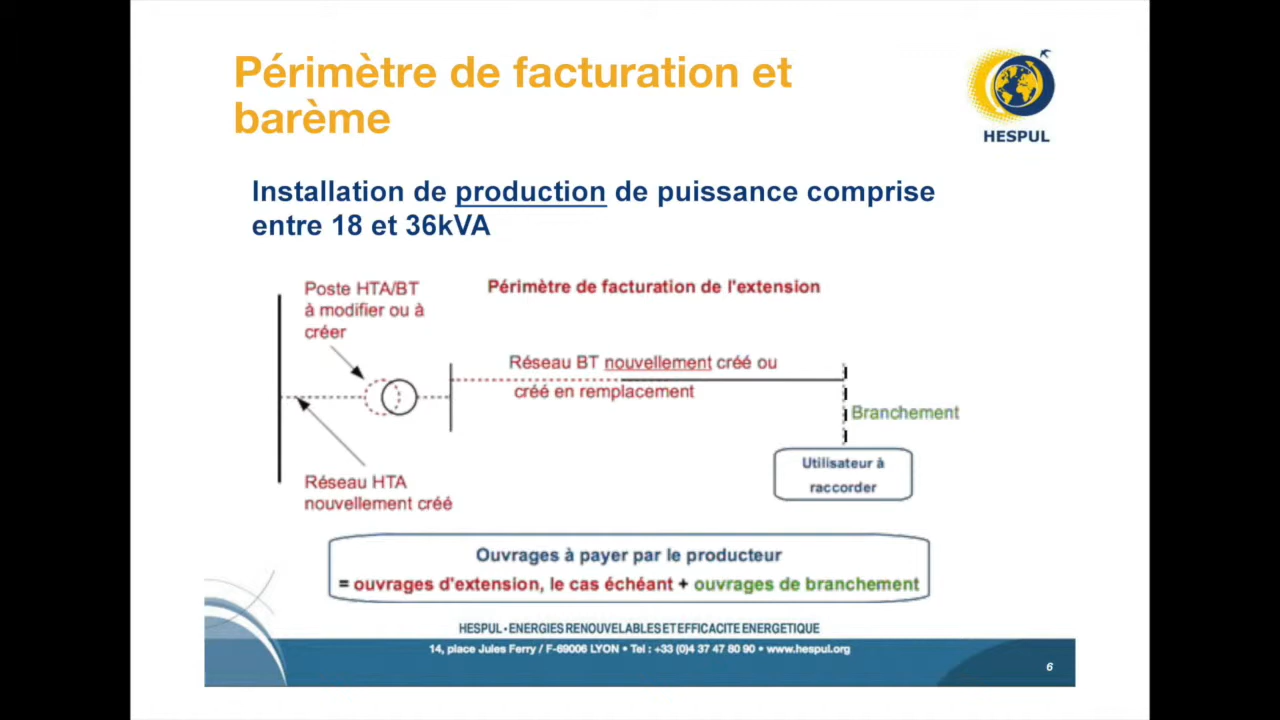 Périmètre de facturation et
barème
HESPUL
Installation de production de puissance comprise
entre 18 et 36kVA
Poste HTA/BT
à modifier ou à
créer
Périmètre de facturation de l'extension
Réseau BT nouvellement créé ou
créé en remplacement
Branchement
Utilisateur à
raccorder
Réseau HTA
nouvellement créé
Ouvrages à payer par le producteur
= ouvrages d'extension, le cas échéant + ouvrages de branchement
HESPUL • ENERGIES RENOUVELABLES ET EFFICACITE ENERGETIQUE
14, place Jules Ferry / F-69006 LYON • Tel : +33 (0)4 37 47 80 90 • www.hespul.org
6